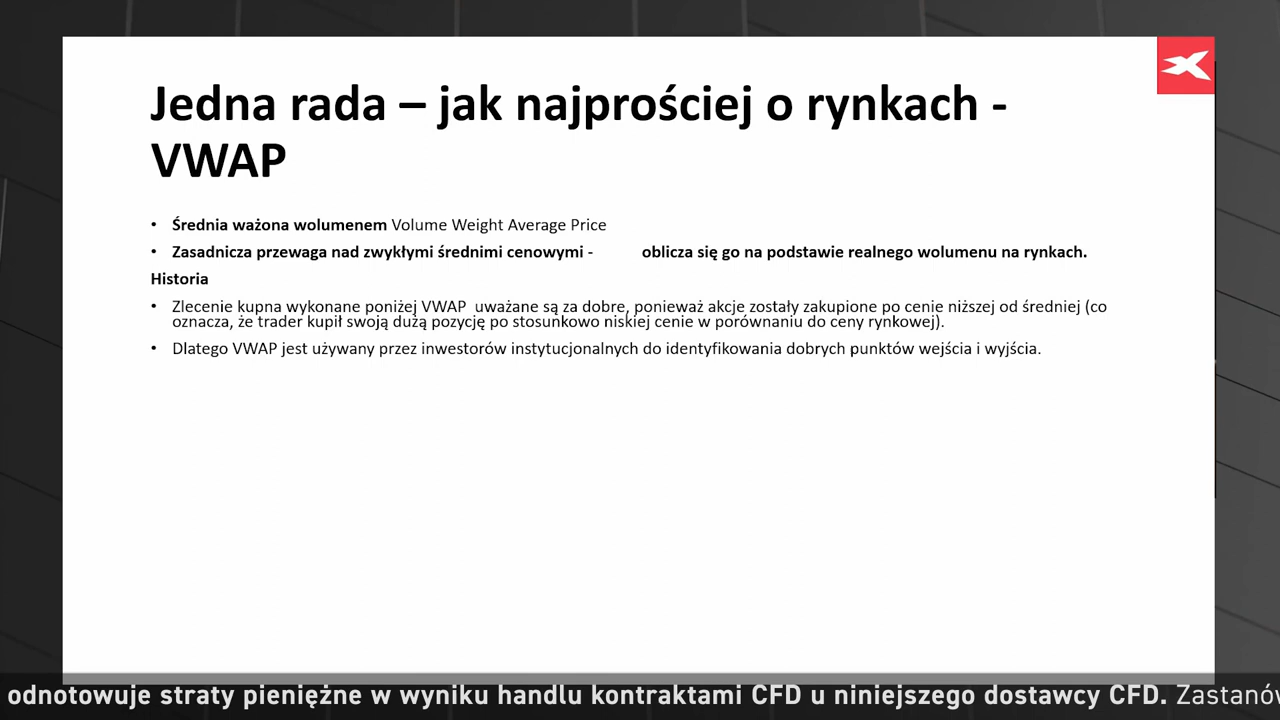 Jedna rada – jak najprościej o rynkach -
VWAP
• Średnia ważona wolumenem Volume Weight Average Price
• Zasadnicza przewaga nad zwykłymi średnimi cenowymi - oblicza się go na podstawie realnego wolumenu na rynkach.
Historia
• Zlecenie kupna wykonane poniżej VWAP uważane są za dobre, ponieważ akcje zostały zakupione po cenie niższej od średniej (co
oznacza, że trader kupił swoją dużą pozycję po stosunkowo niskiej cenie w porównaniu do ceny rynkowej).
• Dlatego VWAP jest używany przez inwestorów instytucjonalnych do identyfikowania dobrych punktów wejścia i wyjścia.
odnotowuje straty pieniężne w wyniku handlu kontraktami CFD u niniejszego dostawcy CFD. Zastanów